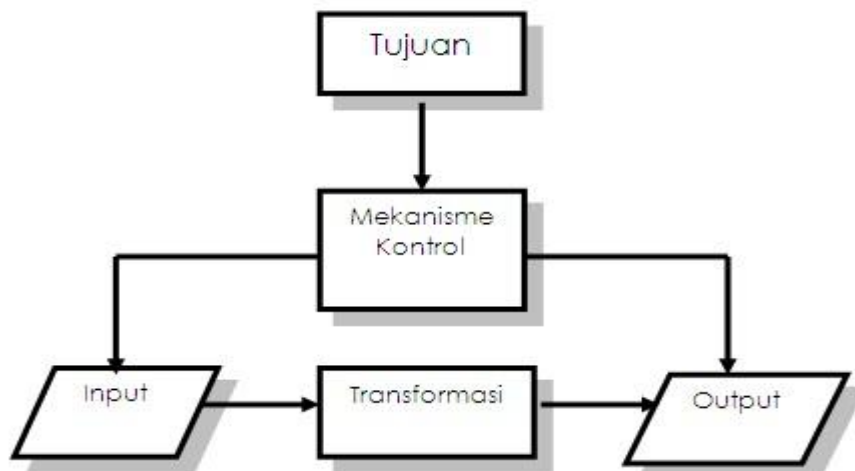 Tujuan
Mekanisme
Kontrol
Input
Transformasi
Output